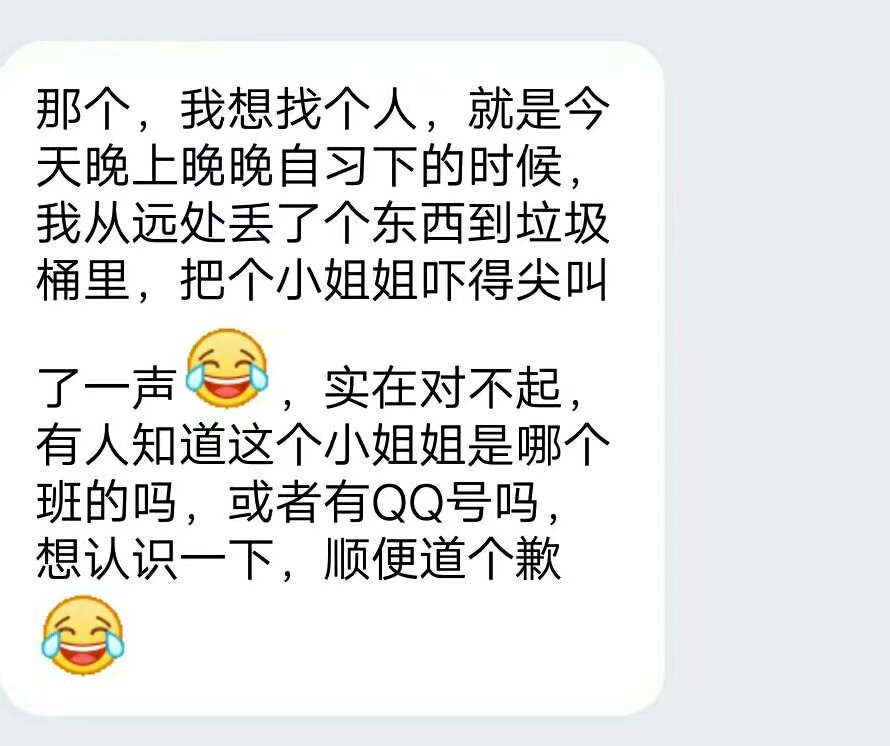 那个，我想找个人，就是今
天晚上晚晚自习下的时候，
我从远处丢了个东西到垃圾
桶里，把个小姐姐吓得尖叫
了一声😂，实在对不起，
有人知道这个小姐姐是哪个
班的吗，或者有QQ号吗，
想认识一下，顺便道个歉
😂